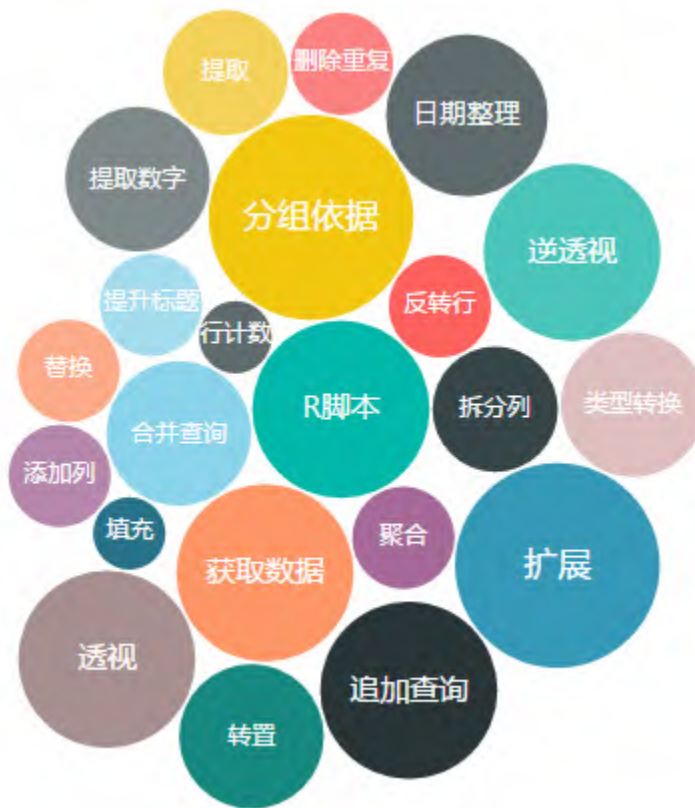 提取
删除重复
日期整理
提取数字
分组依据
逆透视
提升标题
反转行
行计数
替换
R脚本
拆分列
类型转换
合并查询
添加列
填充
聚合
获取数据
扩展
透视
追加查询
转置